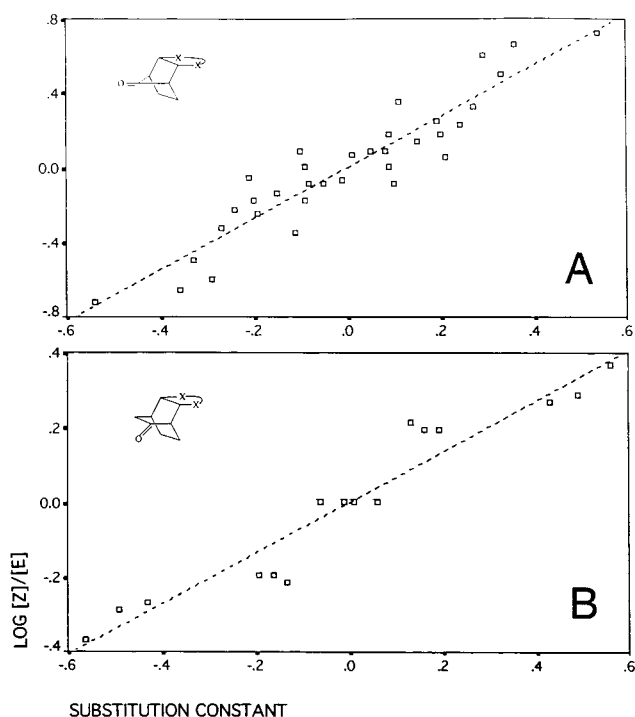 .8
.4
0.0
-.4
-.8
-.6 -.4 -.2 .0 .2 .4 .6
X
X
O
A
.4
.2
0.0
-.2
-.4
-.6 -.4 -.2 .0 .2 .4 .6
X
X
O
B
LOG [Z]/[E]
SUBSTITUTION CONSTANT